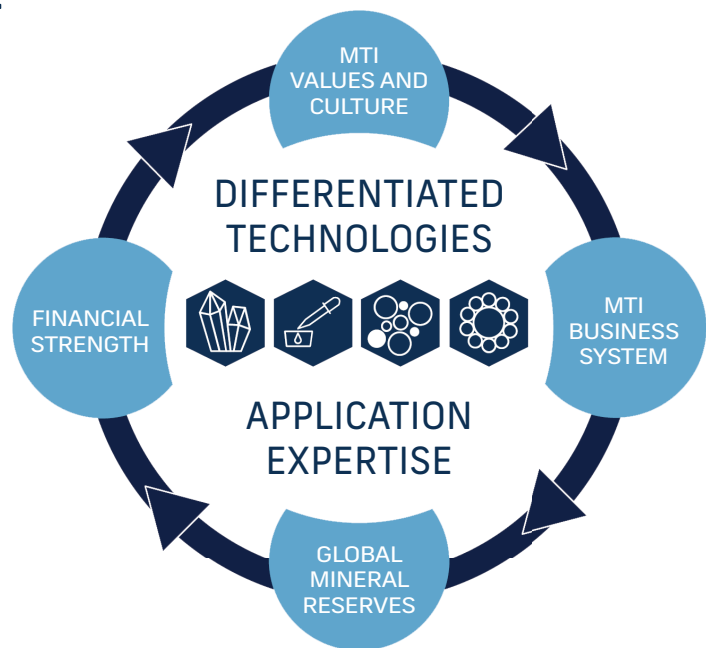 MTI
VALUES AND
CULTURE
DIFFERENTIATED
TECHNOLOGIES
FINANCIAL
STRENGTH
MTI
BUSINESS
SYSTEM
APPLICATION
EXPERTISE
GLOBAL
MINERAL
RESERVES